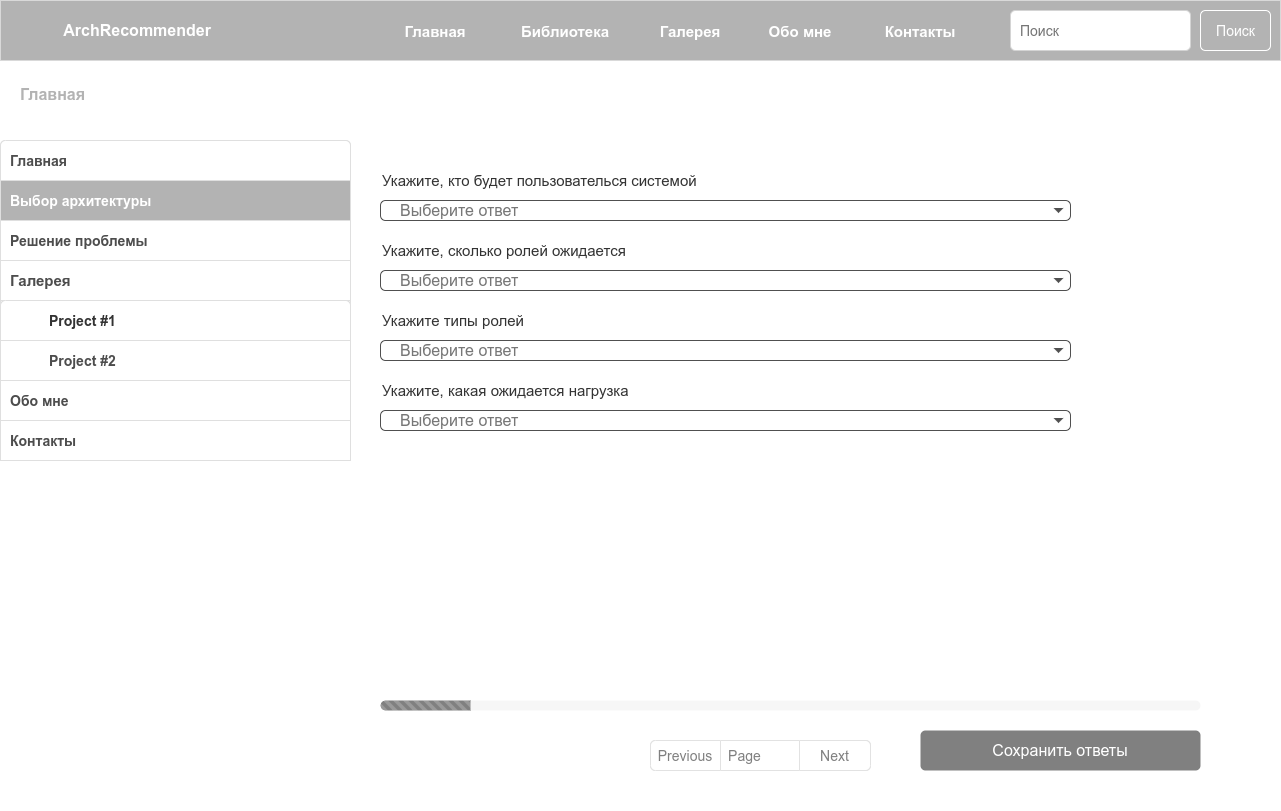 ArchRecommender
Главная
Библиотека
Галерея
Обо мне
Контакты
Поиск
Поиск
Главная
Главная
Выбор архитектуры
Решение проблемы
Галерея
Project #1
Project #2
Обо мне
Контакты
Укажите, кто будет пользователься системой
Выберите ответ
Укажите, сколько ролей ожидается
Выберите ответ
Укажите типы ролей
Выберите ответ
Укажите, какая ожидается нагрузка
Выберите ответ
Previous
Page
Next
Сохранить ответы